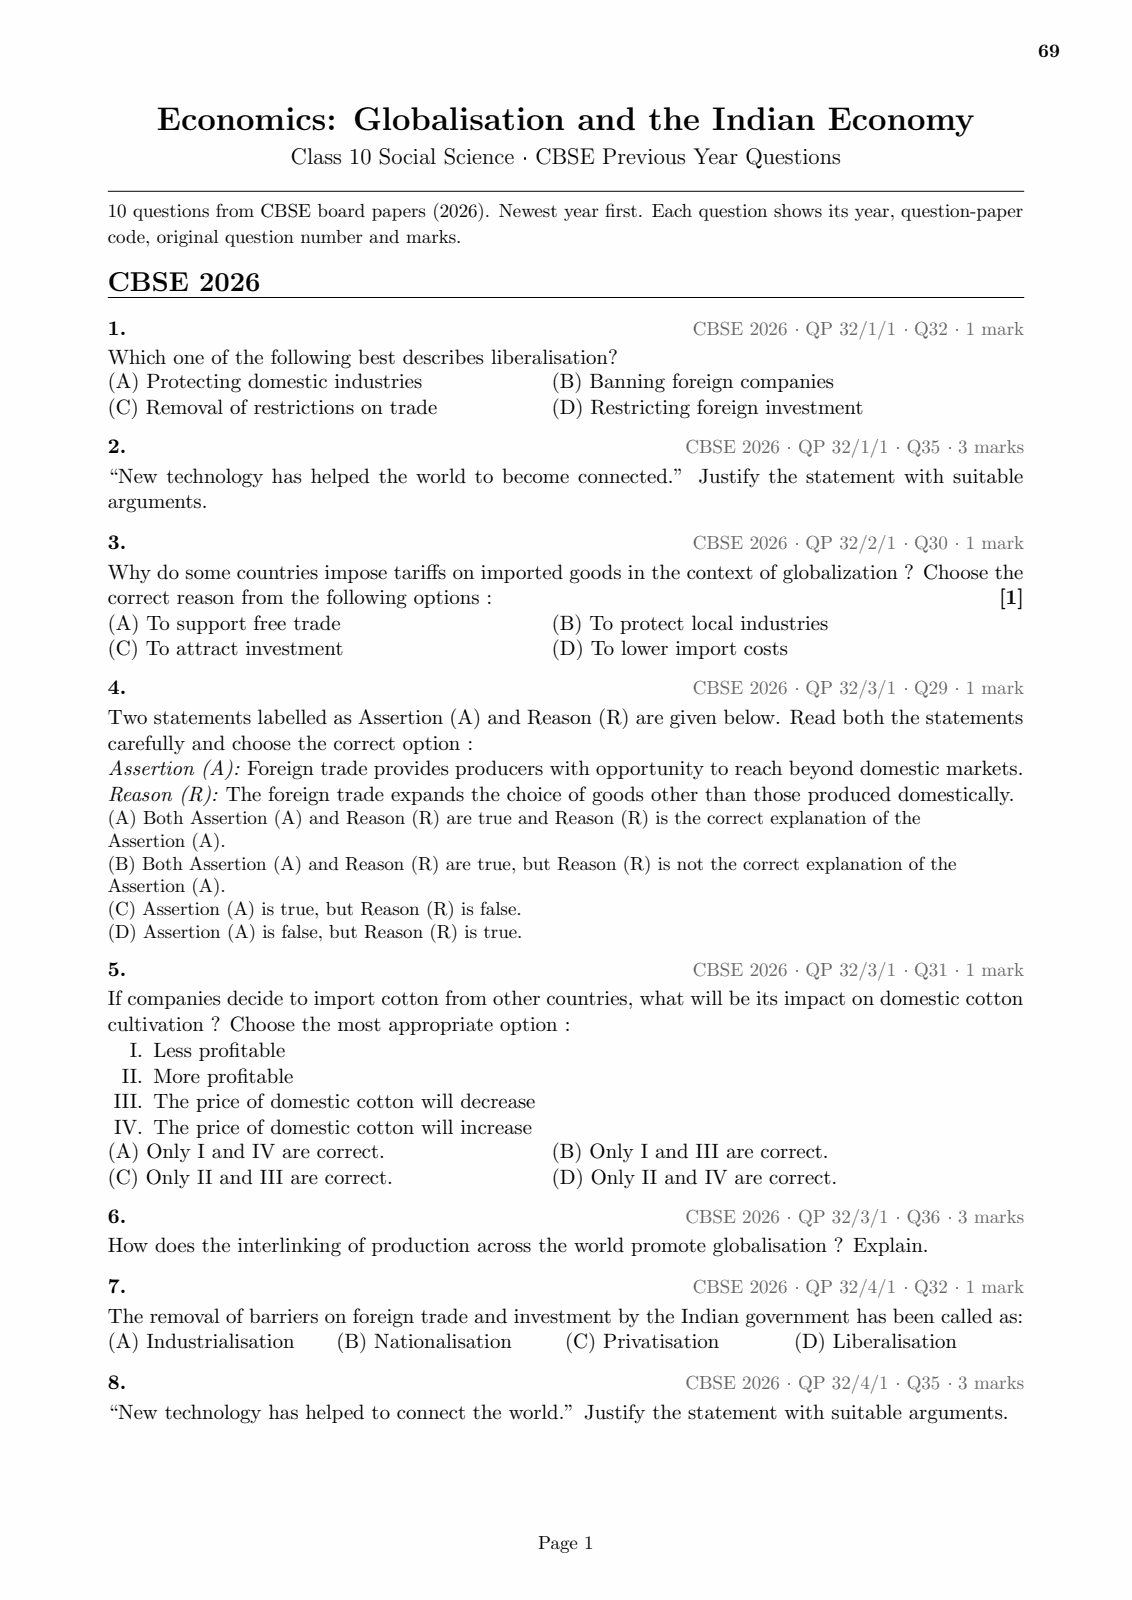 69
Economics: Globalisation and the Indian Economy
Class 10 Social Science · CBSE Previous Year Questions
10 questions from CBSE board papers (2026). Newest year first. Each question shows its year, question-paper
code, original question number and marks.
CBSE 2026
1. CBSE 2026 · QP 32/1/1 · Q32 · 1 mark
Which one of the following best describes liberalisation?
(A) Protecting domestic industries (B) Banning foreign companies
(C) Removal of restrictions on trade (D) Restricting foreign investment
2. CBSE 2026 · QP 32/1/1 · Q35 · 3 marks
“New technology has helped the world to become connected.” Justify the statement with suitable
arguments.
3. CBSE 2026 · QP 32/2/1 · Q30 · 1 mark
Why do some countries impose tariffs on imported goods in the context of globalization ? Choose the
correct reason from the following options : [1]
(A) To support free trade (B) To protect local industries
(C) To attract investment (D) To lower import costs
4. CBSE 2026 · QP 32/3/1 · Q29 · 1 mark
Two statements labelled as Assertion (A) and Reason (R) are given below. Read both the statements
carefully and choose the correct option :
Assertion (A): Foreign trade provides producers with opportunity to reach beyond domestic markets.
Reason (R): The foreign trade expands the choice of goods other than those produced domestically.
(A) Both Assertion (A) and Reason (R) are true and Reason (R) is the correct explanation of the
Assertion (A).
(B) Both Assertion (A) and Reason (R) are true, but Reason (R) is not the correct explanation of the
Assertion (A).
(C) Assertion (A) is true, but Reason (R) is false.
(D) Assertion (A) is false, but Reason (R) is true.
5. CBSE 2026 · QP 32/3/1 · Q31 · 1 mark
If companies decide to import cotton from other countries, what will be its impact on domestic cotton
cultivation ? Choose the most appropriate option :
I. Less profitable
II. More profitable
III. The price of domestic cotton will decrease
IV. The price of domestic cotton will increase
(A) Only I and IV are correct. (B) Only I and III are correct.
(C) Only II and III are correct. (D) Only II and IV are correct.
6. CBSE 2026 · QP 32/3/1 · Q36 · 3 marks
How does the interlinking of production across the world promote globalisation ? Explain.
7. CBSE 2026 · QP 32/4/1 · Q32 · 1 mark
The removal of barriers on foreign trade and investment by the Indian government has been called as:
(A) Industrialisation (B) Nationalisation (C) Privatisation (D) Liberalisation
8. CBSE 2026 · QP 32/4/1 · Q35 · 3 marks
“New technology has helped to connect the world.” Justify the statement with suitable arguments.
Page 1